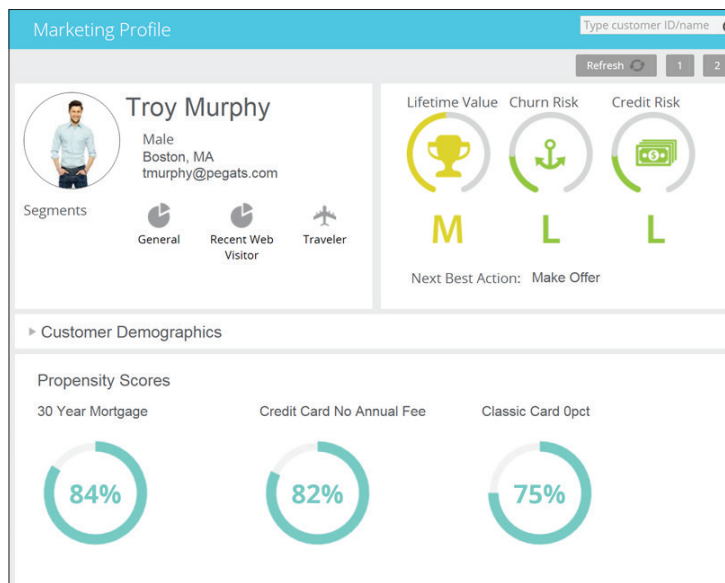 Marketing Profile
Type customer ID/name
Refresh
1
2
Troy Murphy
Male
Boston, MA
tmurphy@pegats.com
Segments
General
Recent Web
Visitor
Traveler
Lifetime Value
Churn Risk
Credit Risk
M
L
L
Next Best Action: Make Offer
Customer Demographics
Propensity Scores
30 Year Mortgage
Credit Card No Annual Fee
Classic Card 0pct
84%
82%
75%